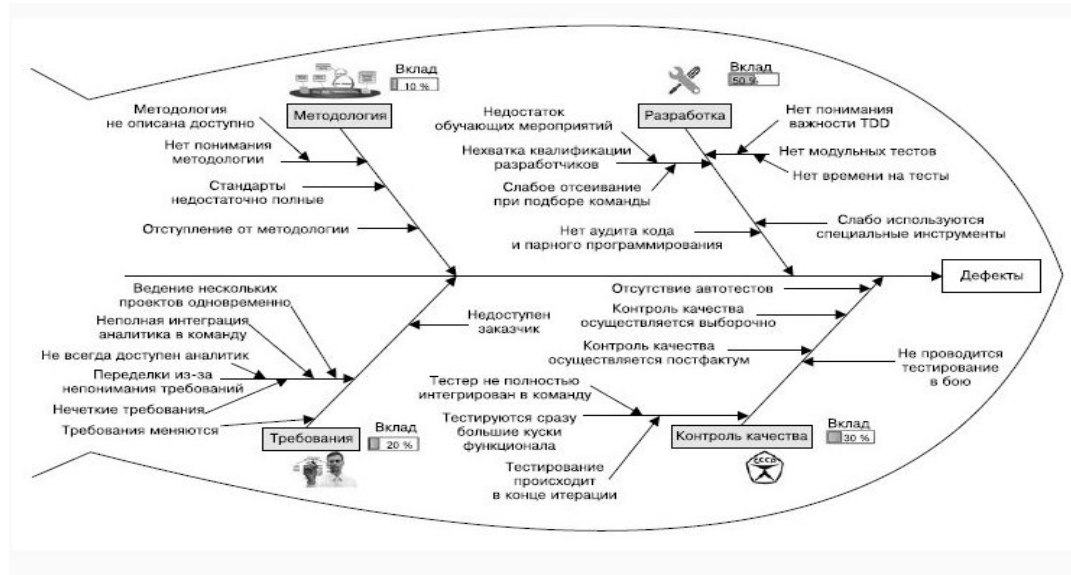 Вклад
10 %
Методология
Методология
не описана доступно
Нет понимания
методологии
Стандарты
недостаточно полные
Отступление от методологии
Вклад
50 %
Разработка
Недостаток
обучающих мероприятий
Нехватка квалификации
разработчиков
Слабое отсеивание
при подборе команды
Нет аудита кода
и парного программирования
Нет понимания
важности TDD
Нет модульных тестов
Нет времени на тесты
Слабо используются
специальные инструменты
Дефекты
Ведение нескольких
проектов одновременно
Неполная интеграция
аналитика в команду
Не всегда доступен аналитик
Переделки из-за
непонимания требований
Нечеткие требования
Требования меняются
Недоступен
заказчик
Требования
Вклад
20 %
Отсутствие автотестов
Контроль качества
осуществляется выборочно
Контроль качества
осуществляется постфактум
Тестер не полностью
интегрирован в команду
Тестируются сразу
большие куски
функционала
Тестирование
происходит
в конце итерации
Не проводится
тестирование
в бою
Контроль качества
Вклад
30 %
СССР